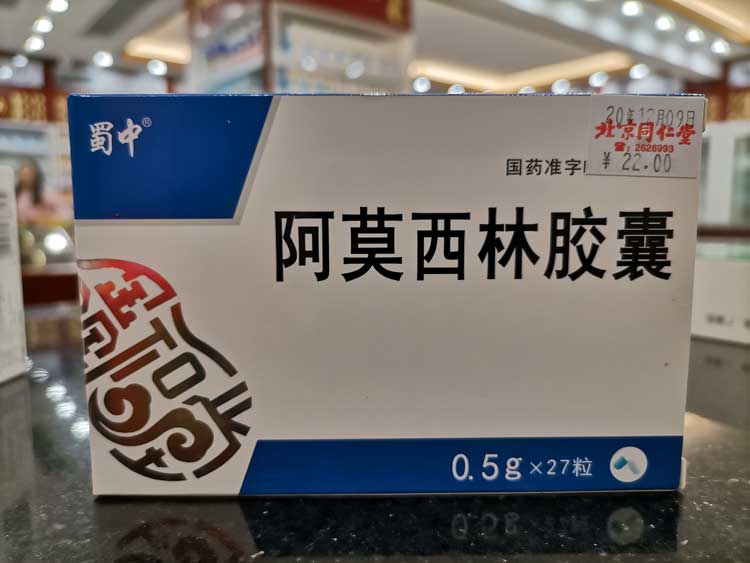 蜀中®
20年12月09日
北京同仁堂
☎:2626993
¥ 22.00
国药准字
阿莫西林胶囊
0.5g×27粒